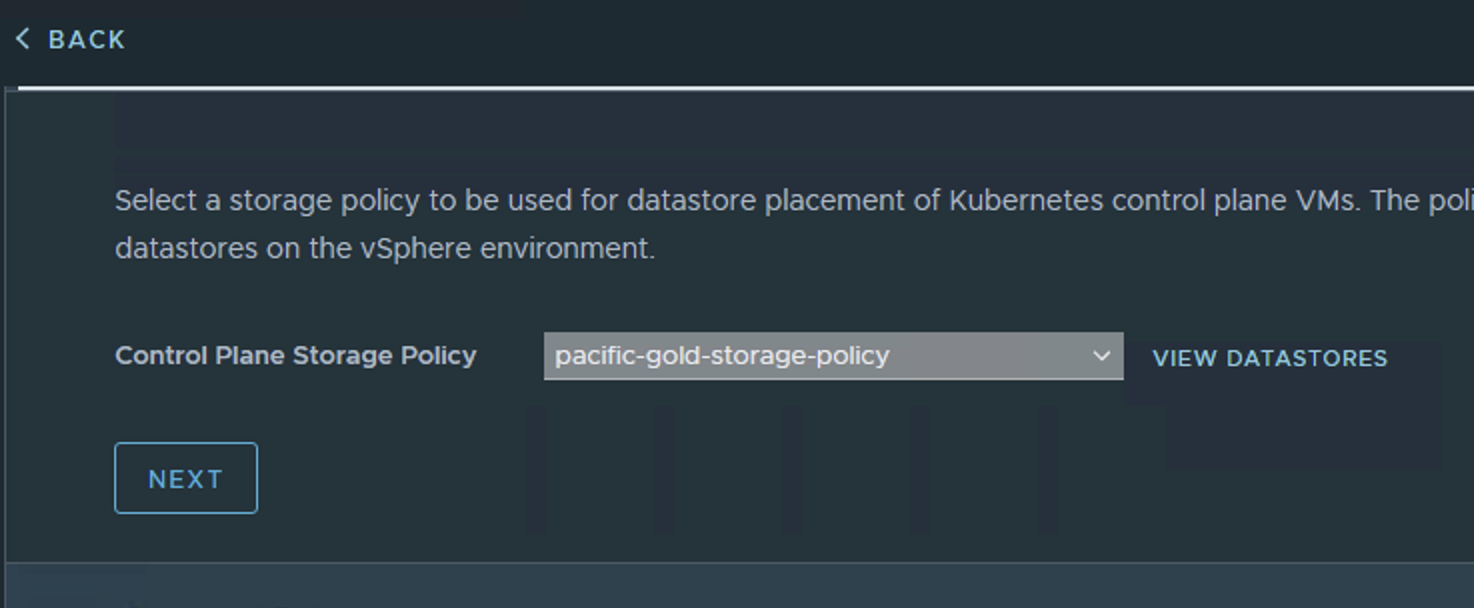 BACK
Select a storage policy to be used for datastore placement of Kubernetes control plane VMs. The poli
datastores on the vSphere environment.
Control Plane Storage Policy pacific-gold-storage-policy VIEW DATASTORES
NEXT